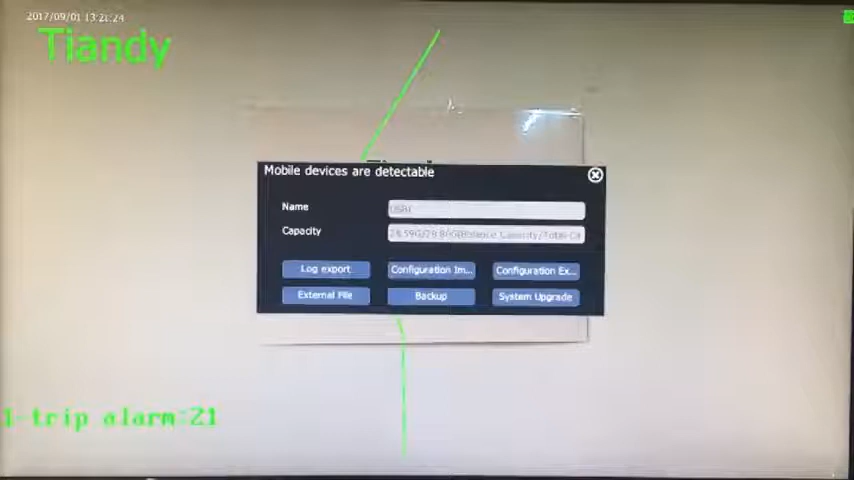 2017/09/01 13:21:24
Tiandy
Mobile devices are detectable
Name
Capacity
Log export
Configuration Im...
Configuration Ex...
External File
Backup
System Upgrade
1-trip alarm:21